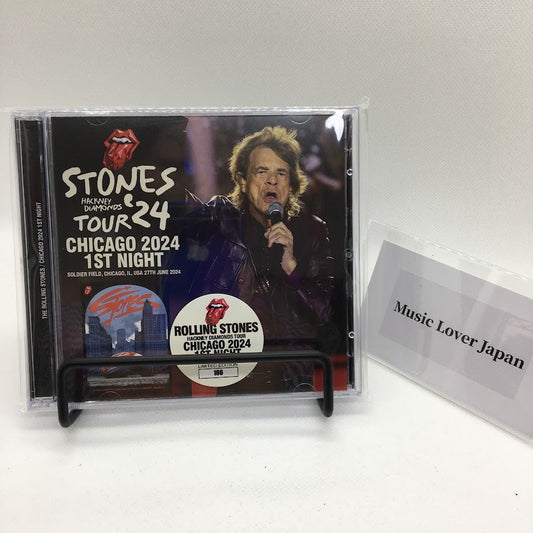 THE ROLLING STONES / CHICAGO 2024 1ST NIGHT
STONES
HACKNEY
DIAMONDS
TOUR '24
CHICAGO 2024
1ST NIGHT
SOLDIER FIELD, CHICAGO, IL, USA 27TH JUNE 2024
Stones
ROLLING STONES
HACKNEY DIAMONDS TOUR
CHICAGO 2024
1ST NIGHT
LIMITED EDITION
Music Lover Japan